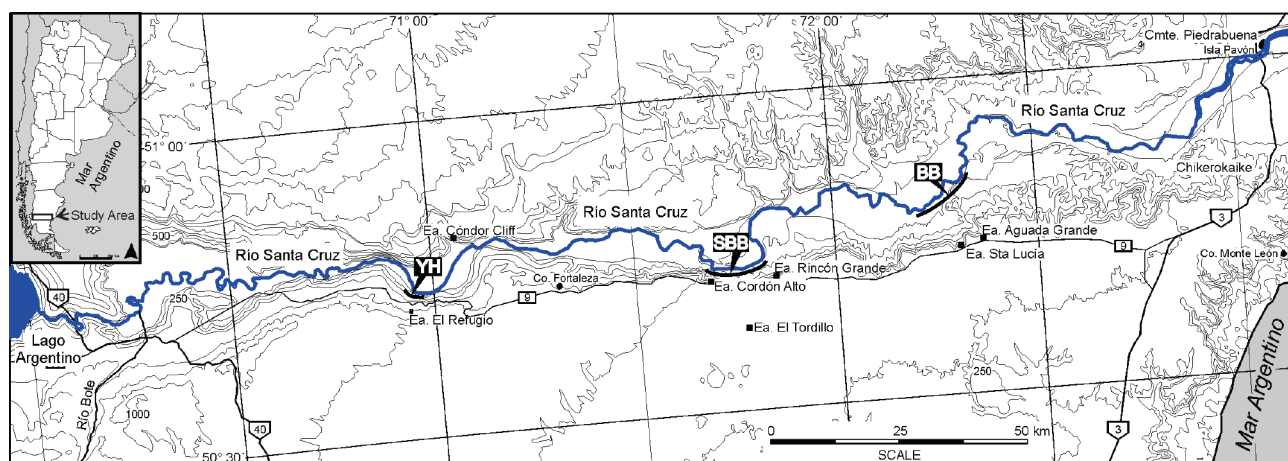 71° 00'
72° 00'
Cmte. Piedrabuena
Isla Pavón
Río Santa Cruz
51° 00'
Mar
Argentino
Study Area
500
Chikerokaike
BB
3
Río Santa Cruz
Ea. Cóndor Cliff
SBB
Ea. Aguada Grande
9
Ea. Sta Lucía
Río Santa Cruz
YH
Ea. Rincón Grande
Co. Monte León
Co. Fortaleza
Ea. Cordón Alto
40
250
9
Ea. El Refugio
Ea. El Tordillo
Lago
Argentino
Río Bote
250
1000
Mar Argentino
40
3
0
25
50 km
SCALE
50° 30'